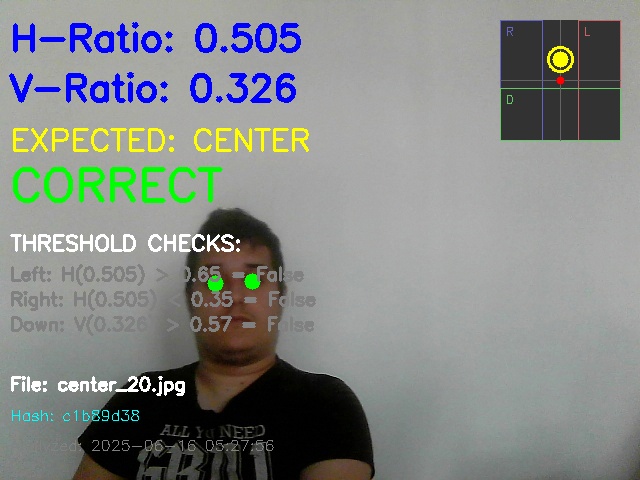 H-Ratio: 0.505
V-Ratio: 0.326
EXPECTED: CENTER
CORRECT
THRESHOLD CHECKS:
Left: H(0.505) > 0.65 = False
Right: H(0.505) < 0.35 = False
Down: V(0.326) > 0.57 = False
File: center_20.jpg
Hash: c1b89d38
2025-06-16 05:27:56
R
L
D
ALL YOU NEED